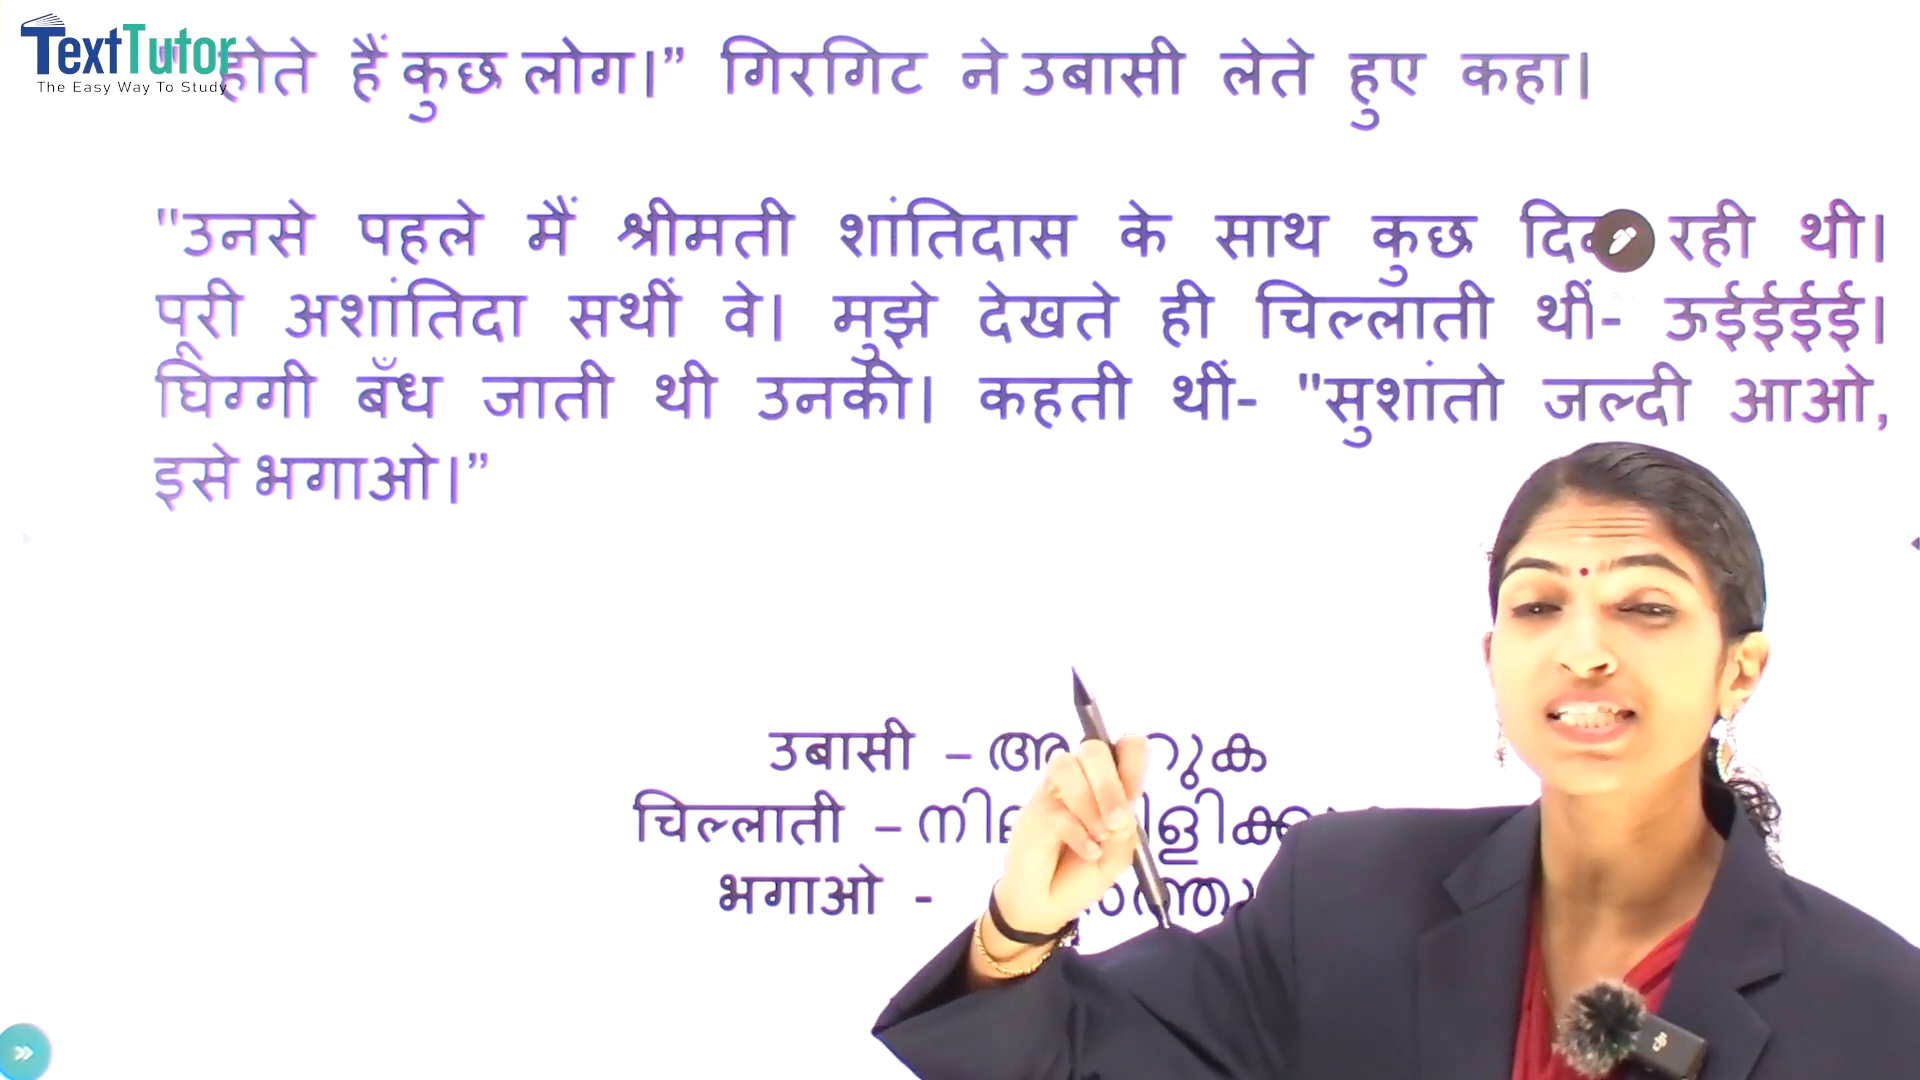 TextTutor
The Easy Way To Study
" होते हैं कुछ लोग।” गिरगिट ने उबासी लेते हुए कहा।
"उनसे पहले मैं श्रीमती शांतिदास के साथ कुछ रही थी।
पूरी अशांतिदा सथीं वे। मुझे देखते ही चिल्लाती थीं- ऊईईईई।
घिग्गी बँध जाती थी उनकी। कहती थीं- "सुशांतो जल्दी आओ,
इसे भगाओ।”
उबासी –
चिल्लाती –
भगाओ -